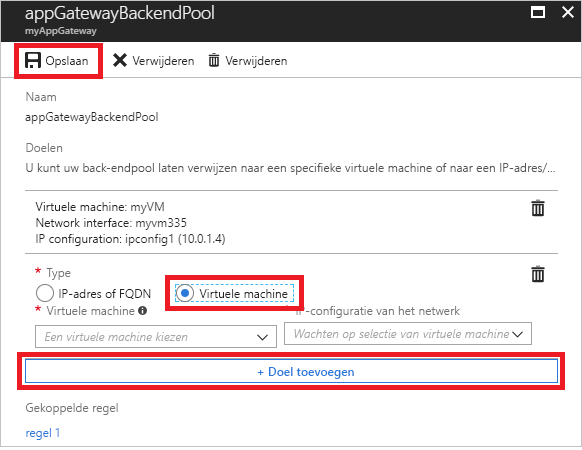 appGatewayBackendPool
myAppGateway
Opslaan Verwijderen Verwijderen
Naam
appGatewayBackendPool
Doelen
U kunt uw back-endpool laten verwijzen naar een specifieke virtuele machine of naar een IP-adres/...
Virtuele machine: myVM
Network interface: myvm335
IP configuration: ipconfig1 (10.0.1.4)
* Type
IP-adres of FQDN Virtuele machine
* Virtuele machine IP-configuratie van het netwerk
Een virtuele machine kiezen Wachten op selectie van virtuele machine
+ Doel toevoegen
Gekoppelde regel
regel 1